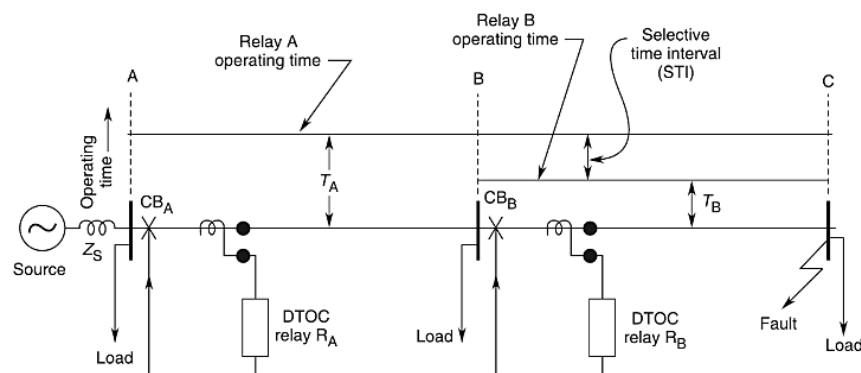 Relay A
operating time
Relay B
operating time
Selective
time interval
(STI)
A
B
C
Operating
time
T_A
T_B
CB_A
CB_B
Z_S
Source
DTOC
relay R_A
DTOC
relay R_B
Load
Load
Fault
Load